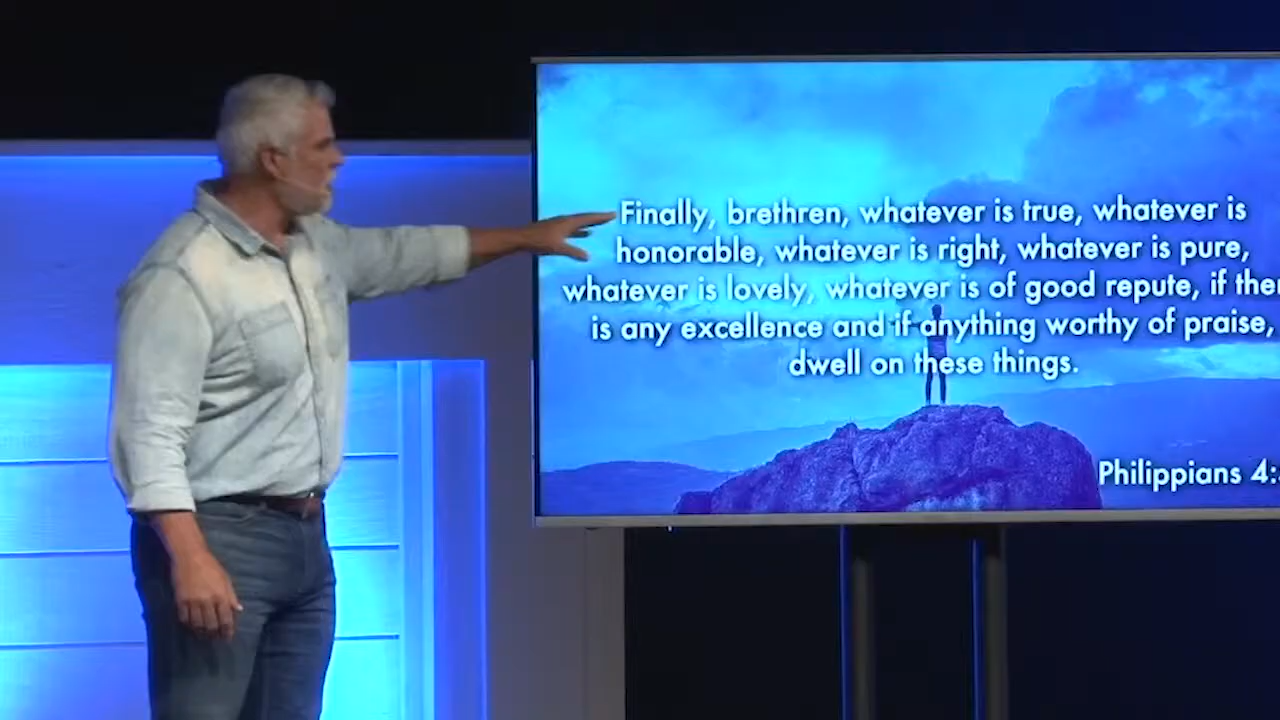 Finally, brethren, whatever is true, whatever is
honorable, whatever is right, whatever is pure,
whatever is lovely, whatever is of good repute, if
is any excellence and if anything worthy of praise,
dwell on these things.
Philippians 4: